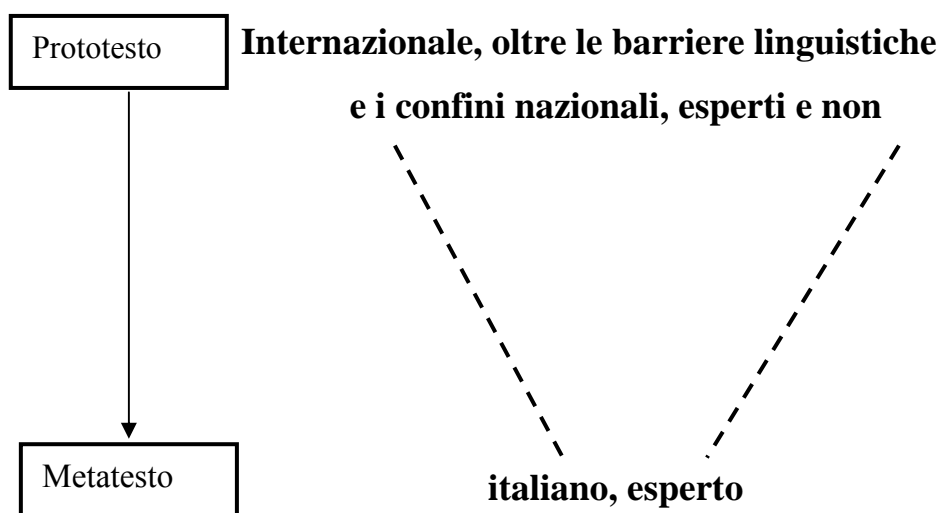 Prototesto
Internazionale, oltre le barriere linguistiche
e i confini nazionali, esperti e non
Metatesto
italiano, esperto